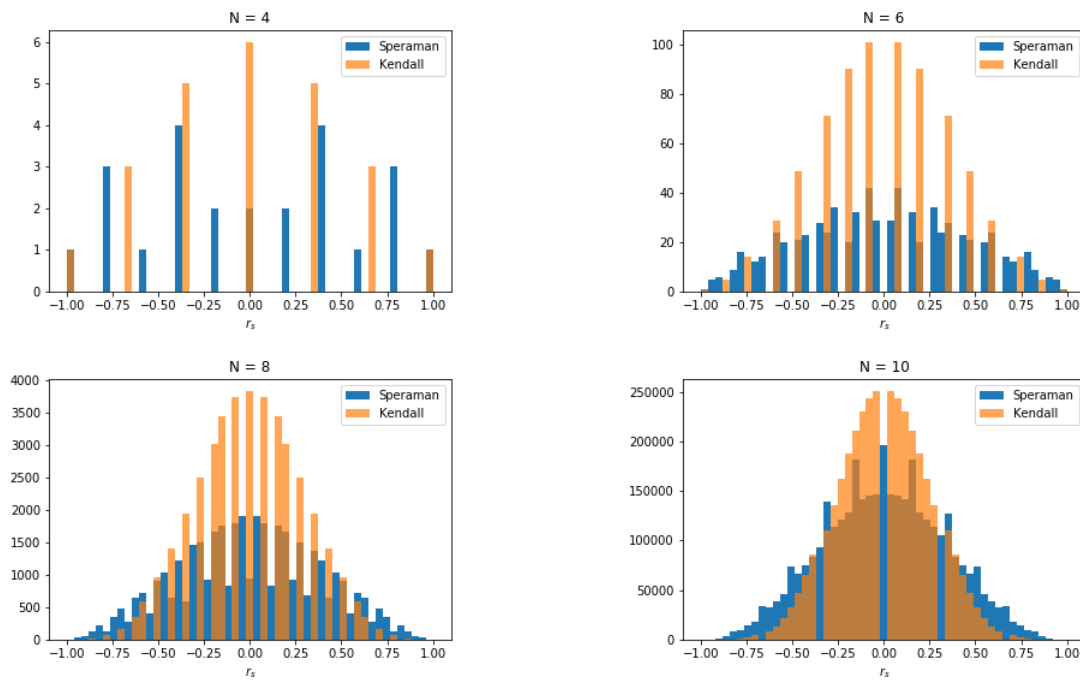 N = 4
6
5
4
3
2
1
0
Speraman
Kendall
−1.00 −0.75 −0.50 −0.25 0.00 0.25 0.50 0.75 1.00
r_s
N = 6
100
80
60
40
20
0
Speraman
Kendall
−1.00 −0.75 −0.50 −0.25 0.00 0.25 0.50 0.75 1.00
r_s
N = 8
4000
3500
3000
2500
2000
1500
1000
500
0
Speraman
Kendall
−1.00 −0.75 −0.50 −0.25 0.00 0.25 0.50 0.75 1.00
r_s
N = 10
250000
200000
150000
100000
50000
0
Speraman
Kendall
−1.00 −0.75 −0.50 −0.25 0.00 0.25 0.50 0.75 1.00
r_s